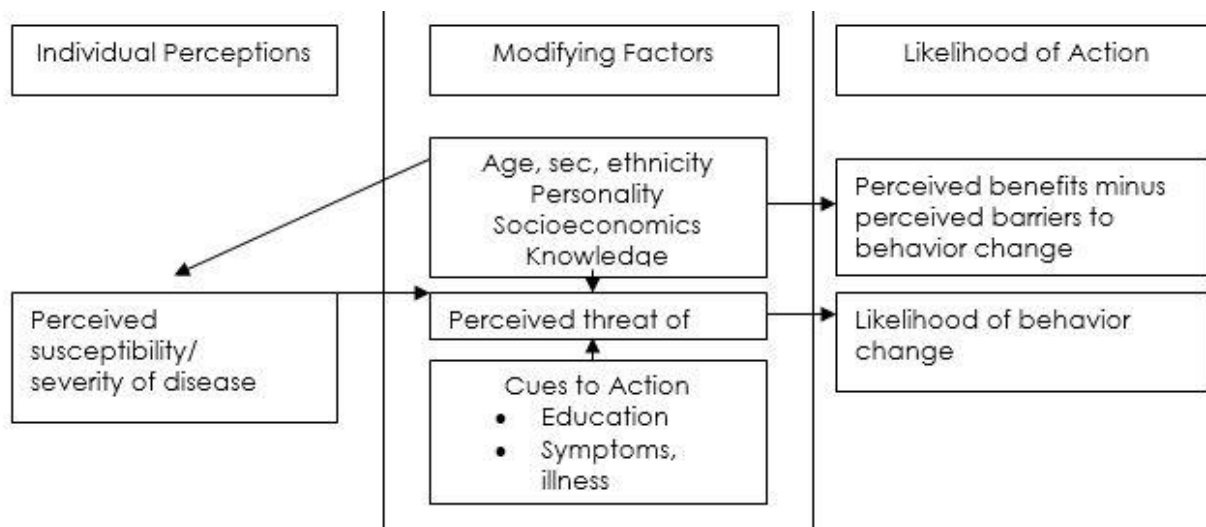 Individual Perceptions
Modifying Factors
Likelihood of Action
Age, sec, ethnicity
Personality
Socioeconomics
Knowledge
Perceived benefits minus
perceived barriers to
behavior change
Perceived
susceptibility/
severity of disease
Perceived threat of
Likelihood of behavior
change
Cues to Action
• Education
• Symptoms,
illness